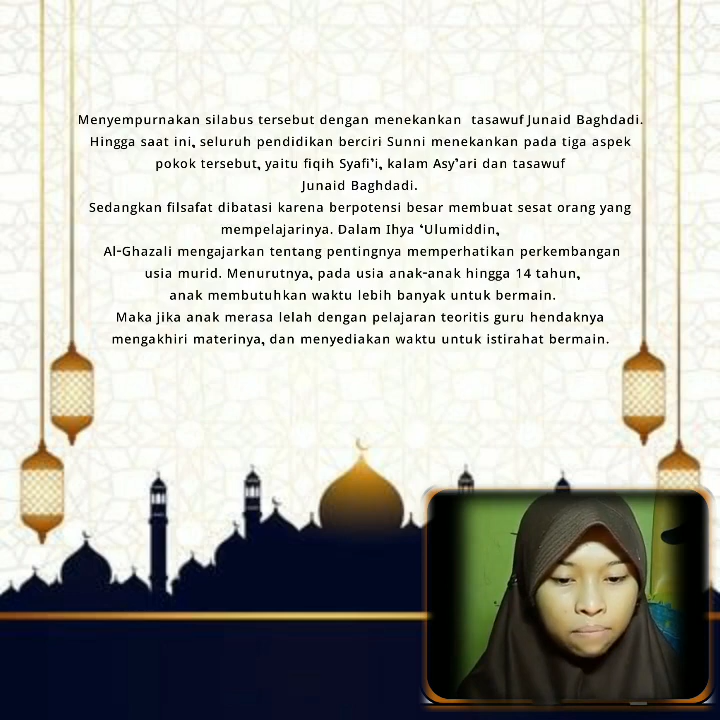 Menyempurnakan silabus tersebut dengan menekankan tasawuf Junaid Baghdadi.
Hingga saat ini, seluruh pendidikan berciri Sunni menekankan pada tiga aspek
pokok tersebut, yaitu fiqih Syafi'i, kalam Asy'ari dan tasawuf
Junaid Baghdadi.
Sedangkan filsafat dibatasi karena berpotensi besar membuat sesat orang yang
mempelajarinya. Dalam Ihya 'Ulumiddin,
Al-Ghazali mengajarkan tentang pentingnya memperhatikan perkembangan
usia murid. Menurutnya, pada usia anak-anak hingga 14 tahun,
anak membutuhkan waktu lebih banyak untuk bermain.
Maka jika anak merasa lelah dengan pelajaran teoritis guru hendaknya
mengakhiri materinya, dan menyediakan waktu untuk istirahat bermain.